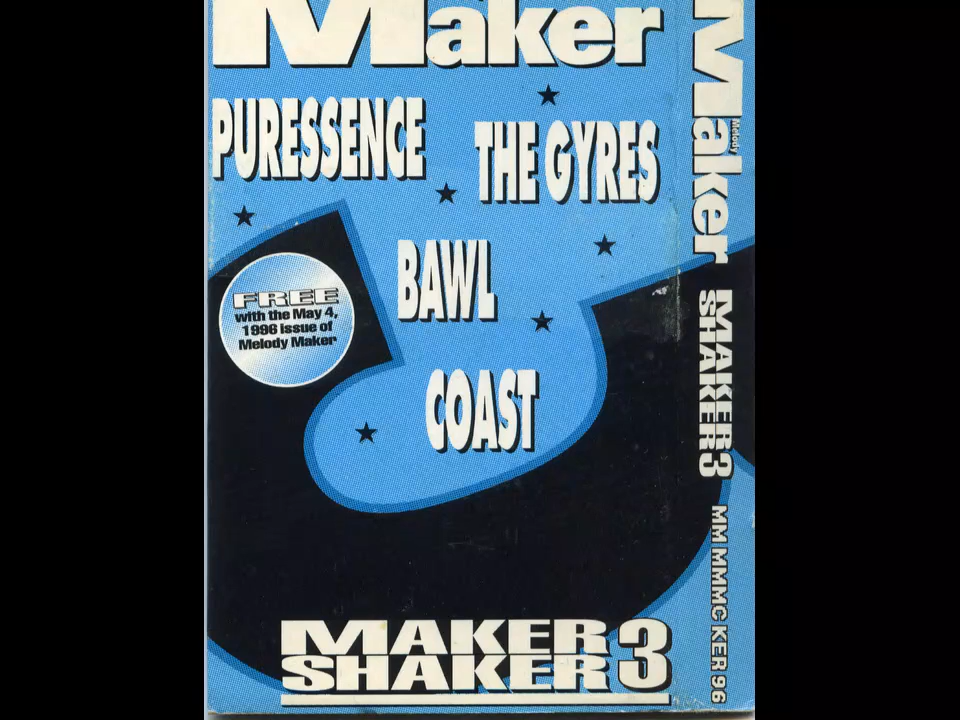 Maker
PURESSENCE
THE GYRES
BAWL
FREE
with the May 4,
1996 issue of
Melody Maker
COAST
MAKER
SHAKER 3
Melody
Maker
MAKER
SHAKER 3
MM MMMC KER 96